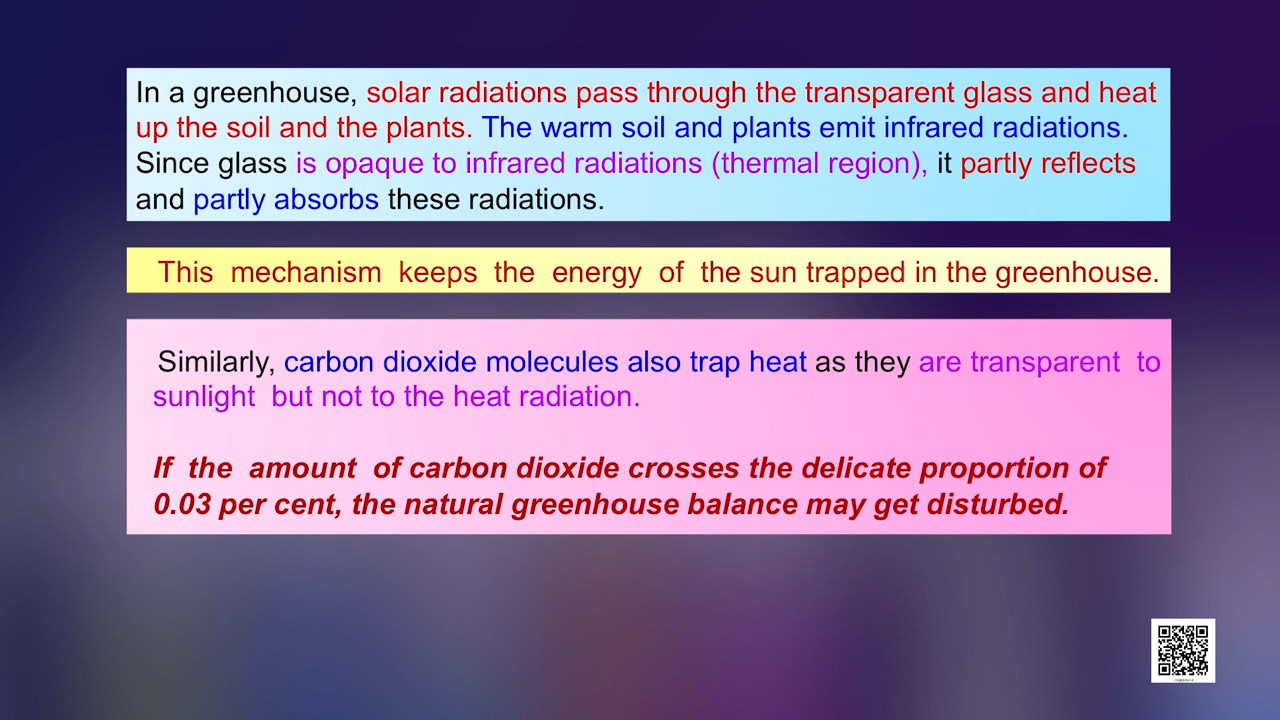 In a greenhouse, solar radiations pass through the transparent glass and heat
up the soil and the plants. The warm soil and plants emit infrared radiations.
Since glass is opaque to infrared radiations (thermal region), it partly reflects
and partly absorbs these radiations.
This mechanism keeps the energy of the sun trapped in the greenhouse.
Similarly, carbon dioxide molecules also trap heat as they are transparent to
sunlight but not to the heat radiation.
If the amount of carbon dioxide crosses the delicate proportion of
0.03 per cent, the natural greenhouse balance may get disturbed.